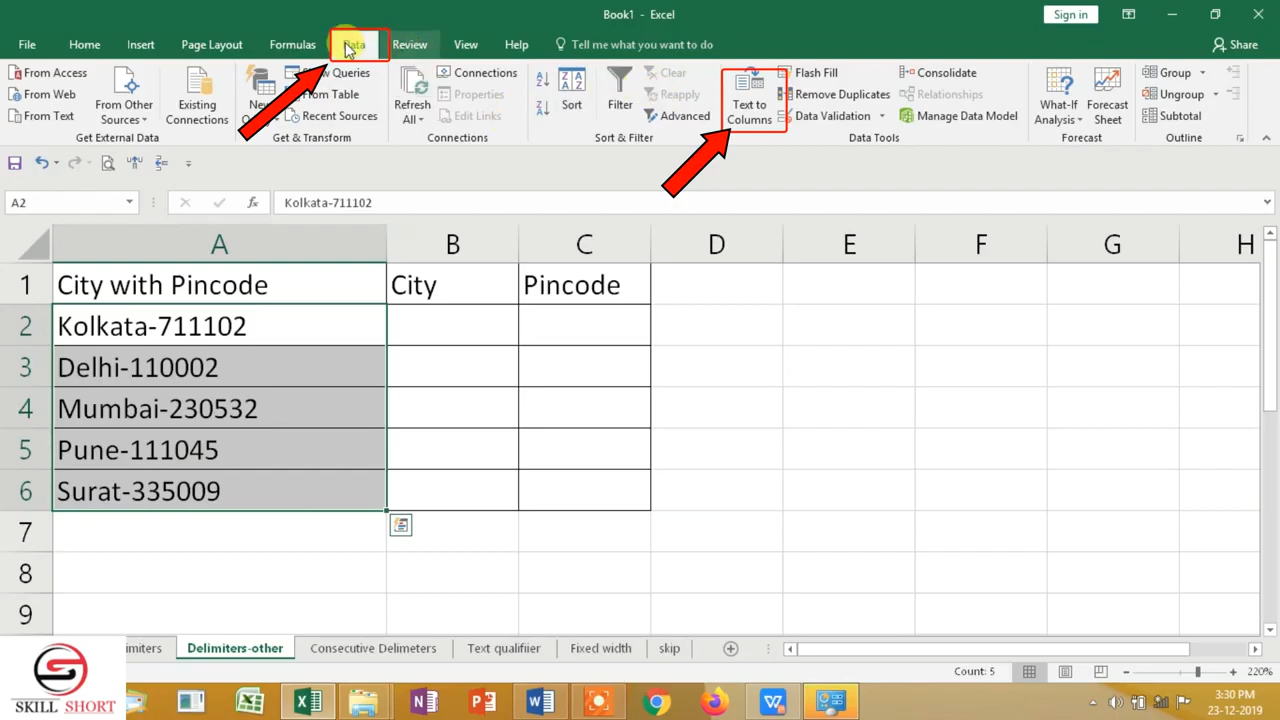 Book1 - Excel
Sign in
File Home Insert Page Layout Formulas Data Review View Help Tell me what you want to do Share
From Access
From Web
From Text
From Other Sources
Existing Connections
Get External Data
Show Queries
From Table
Recent Sources
Get & Transform
Refresh All
Connections
Properties
Edit Links
Connections
Sort
Filter
Clear
Reapply
Advanced
Sort & Filter
Text to Columns
Flash Fill
Remove Duplicates
Data Validation
Consolidate
Relationships
Manage Data Model
Data Tools
What-If Analysis
Forecast Sheet
Forecast
Group
Ungroup
Subtotal
Outline
A2 fx Kolkata-711102
A B C D E F G H
1 City with Pincode City Pincode
2 Kolkata-711102
3 Delhi-110002
4 Mumbai-230532
5 Pune-111045
6 Surat-335009
7
8
9
Delimiters-other Consecutive Delimeters Text qualifiier Fixed width skip
Count: 5 220%
SKILL SHORT
3:30 PM
23-12-2019